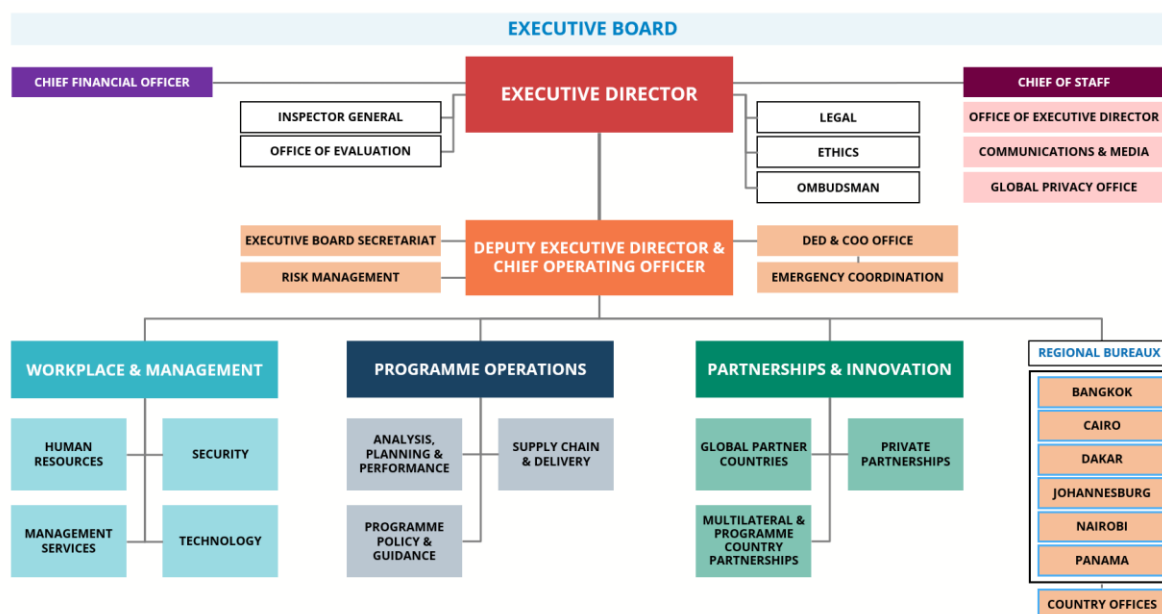 EXECUTIVE BOARD
CHIEF FINANCIAL OFFICER
EXECUTIVE DIRECTOR
CHIEF OF STAFF
INSPECTOR GENERAL
OFFICE OF EVALUATION
LEGAL
ETHICS
OMBUDSMAN
OFFICE OF EXECUTIVE DIRECTOR
COMMUNICATIONS & MEDIA
GLOBAL PRIVACY OFFICE
EXECUTIVE BOARD SECRETARIAT
RISK MANAGEMENT
DEPUTY EXECUTIVE DIRECTOR &
CHIEF OPERATING OFFICER
DED & COO OFFICE
EMERGENCY COORDINATION
WORKPLACE & MANAGEMENT
HUMAN
RESOURCES
SECURITY
MANAGEMENT
SERVICES
TECHNOLOGY
PROGRAMME OPERATIONS
ANALYSIS,
PLANNING &
PERFORMANCE
SUPPLY CHAIN
& DELIVERY
PROGRAMME
POLICY &
GUIDANCE
PARTNERSHIPS & INNOVATION
GLOBAL PARTNER
COUNTRIES
PRIVATE
PARTNERSHIPS
MULTILATERAL &
PROGRAMME
COUNTRY
PARTNERSHIPS
REGIONAL BUREAUX
BANGKOK
CAIRO
DAKAR
JOHANNESBURG
NAIROBI
PANAMA
COUNTRY OFFICES